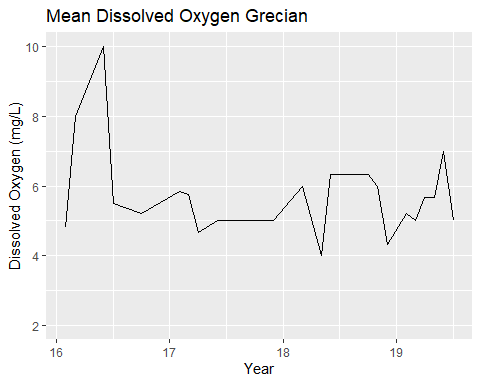 Mean Dissolved Oxygen Grecian
10
8
6
4
2
Dissolved Oxygen (mg/L)
16 17 18 19
Year